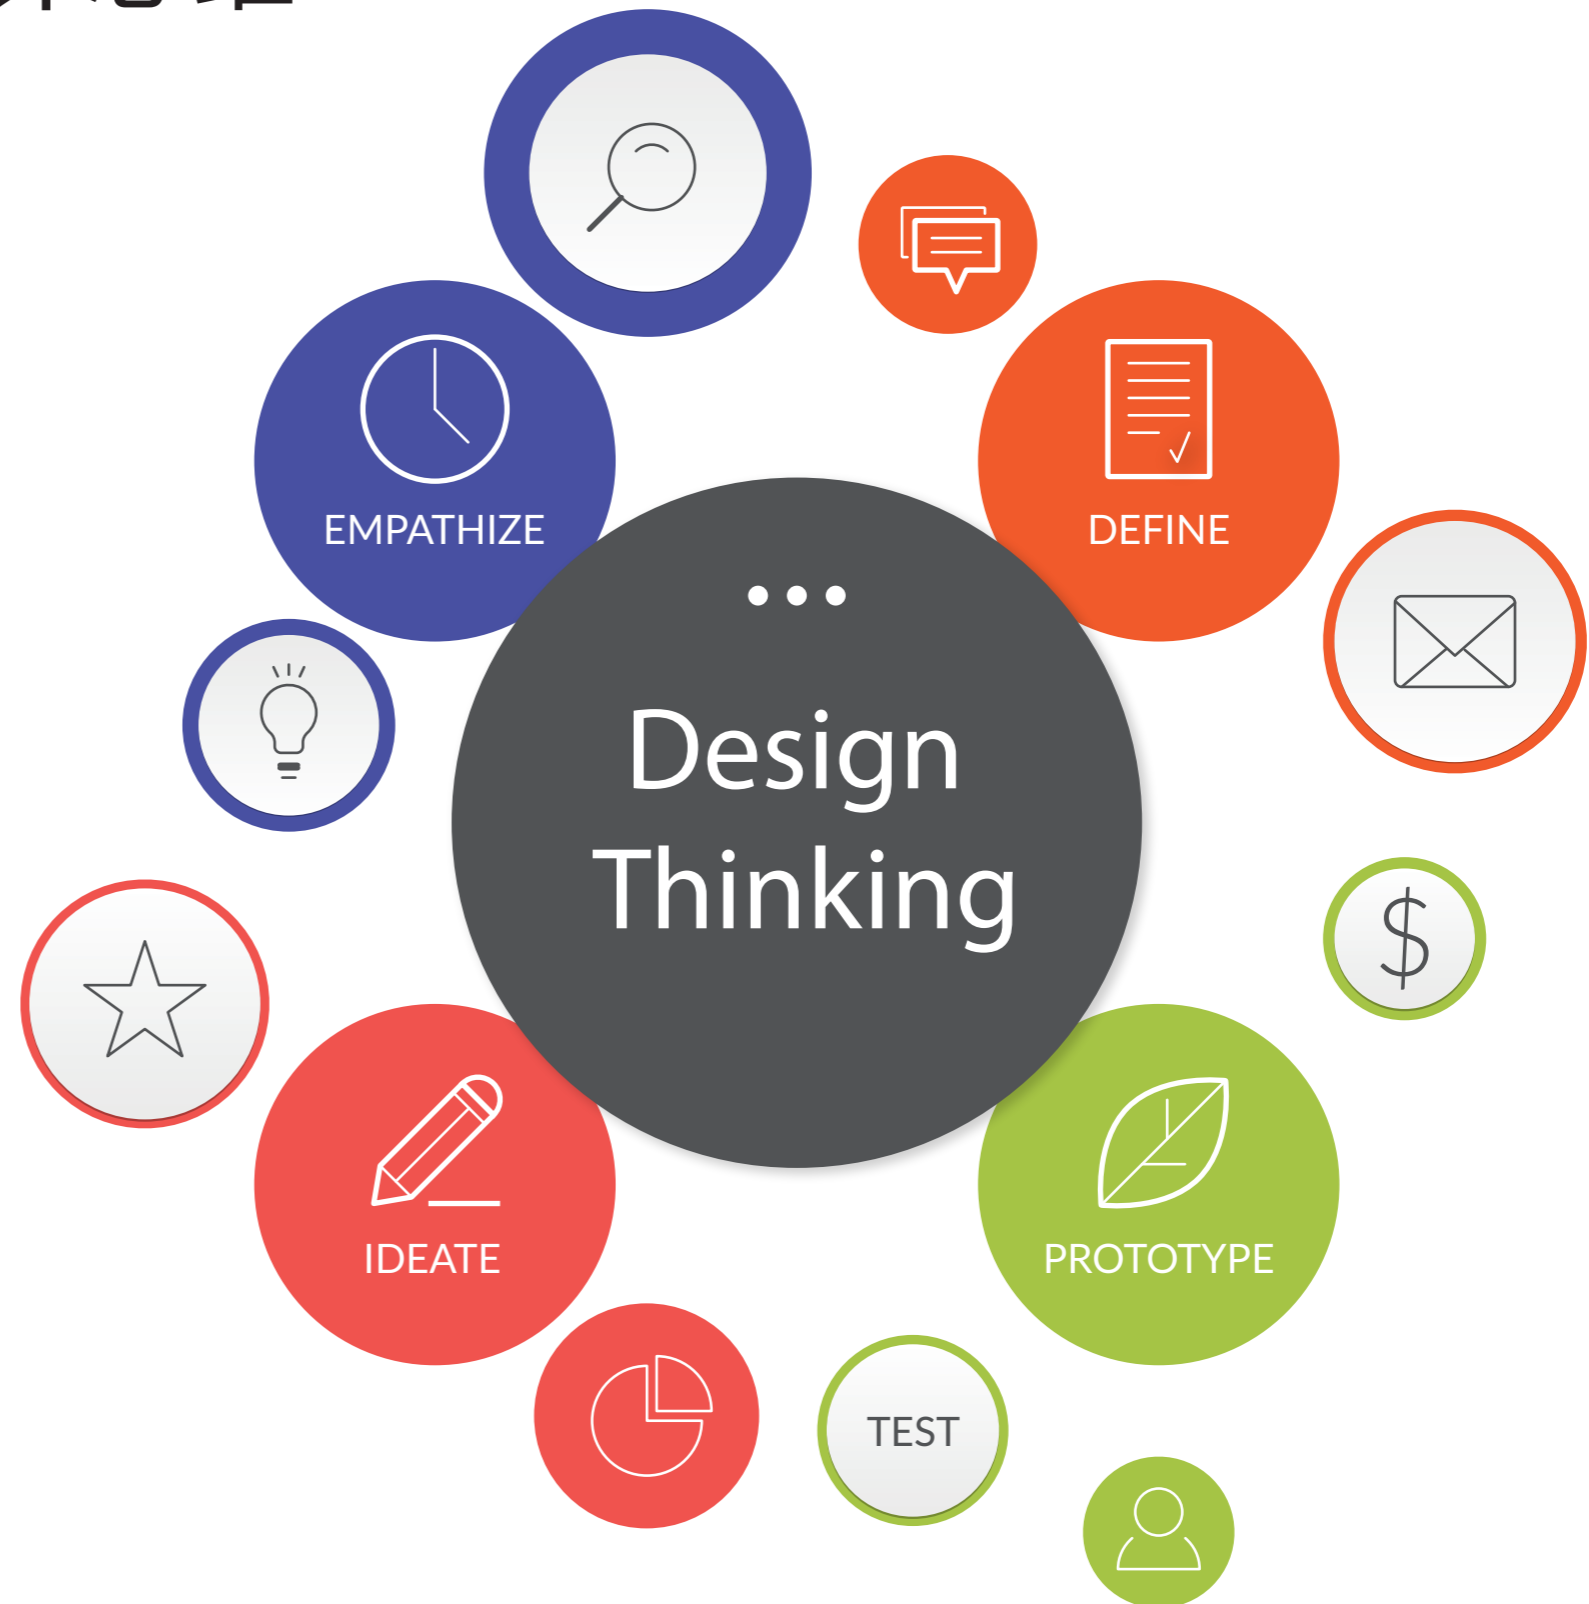 EMPATHIZE
DEFINE
Design
Thinking
$
IDEATE
PROTOTYPE
TEST